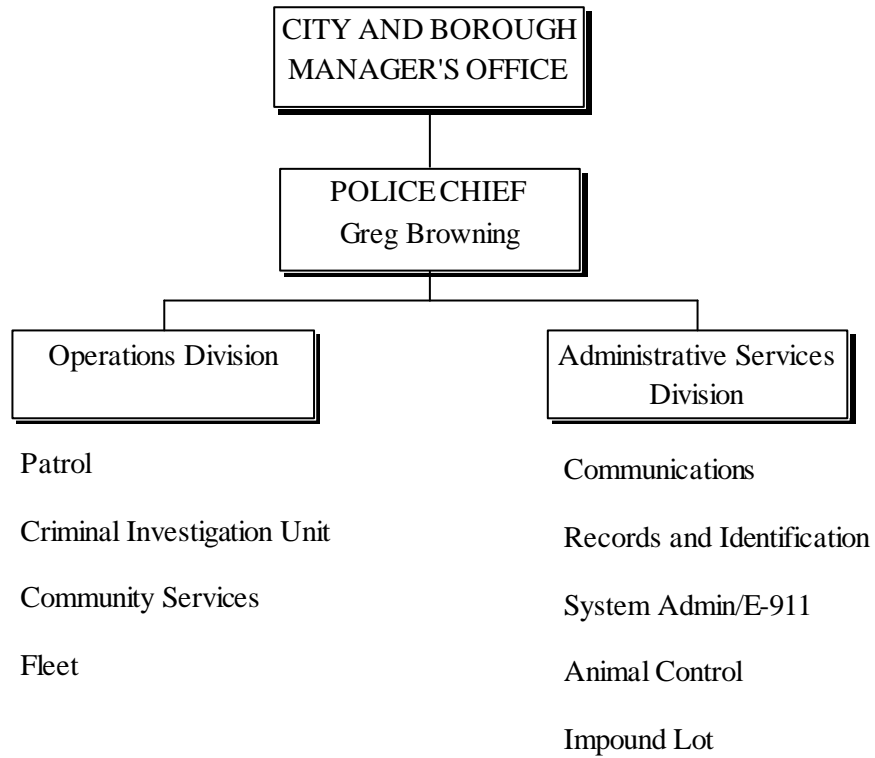 CITY AND BOROUGH
MANAGER'S OFFICE
POLICE CHIEF
Greg Browning
Operations Division
Administrative Services
Division
Patrol
Criminal Investigation Unit
Community Services
Fleet
Communications
Records and Identification
System Admin/E-911
Animal Control
Impound Lot